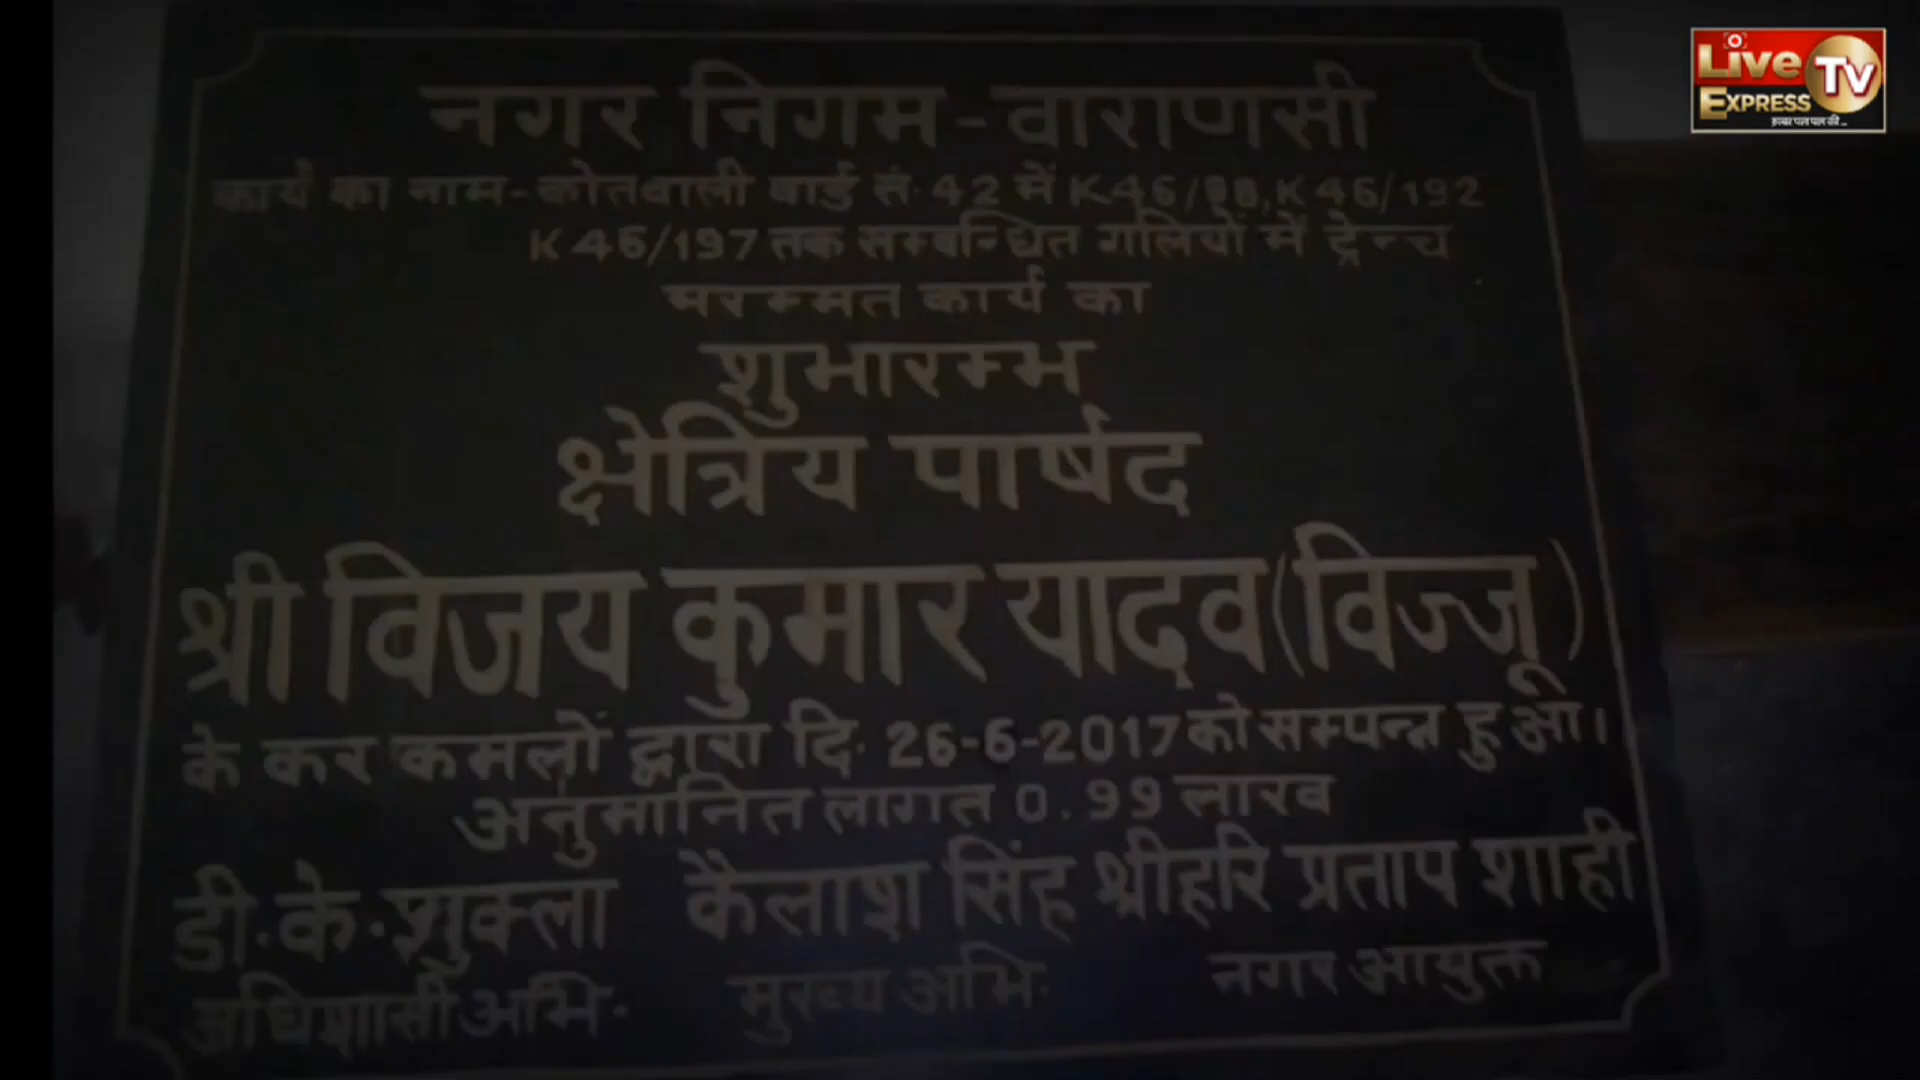 नगर निगम-वाराणसी
कार्य का नाम-कोतवाली वार्ड सं. 42 में K46/98, K46/192
K46/197 तक सम्बन्धित गलियों में ट्रेन्च
मरम्मत कार्य का
शुभारम्भ
क्षेत्रिय पार्षद
श्री विजय कुमार यादव (विज्जू)
के कर कमलों द्वारा दि. 26-6-2017 को सम्पन्न हुआ।
अनुमानित लागत 0.99 लाख
डी.के.शुक्ला कैलाश सिंह श्रीहरि प्रताप शाही
अधिशासी अभि. मुख्य अभि. नगर आयुक्त
Live TV
EXPRESS